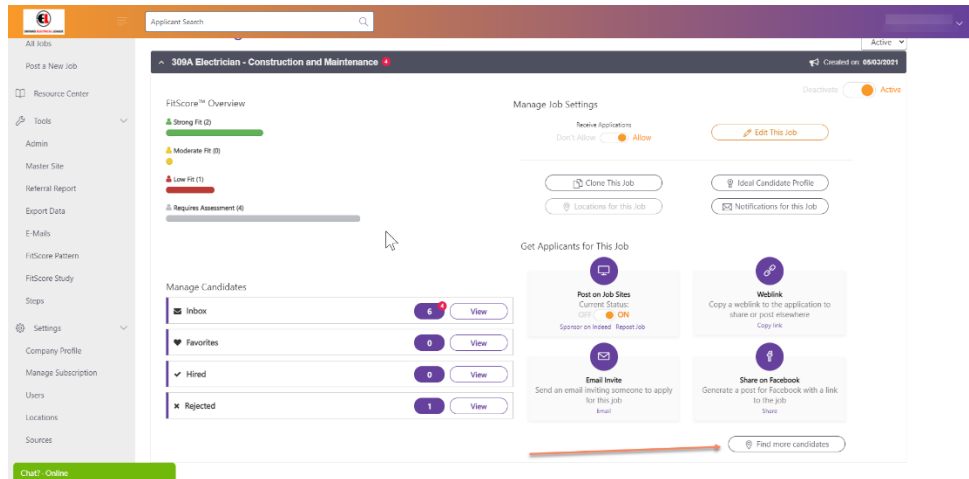 Applicant Search
All Jobs
Post a New Job
Resource Center
Tools
Admin
Master Site
Referral Report
Export Data
E-Mails
FitScore Pattern
FitScore Study
Steps
Settings
Company Profile
Manage Subscription
Users
Locations
Sources
Chat? - Online
Active
309A Electrician - Construction and Maintenance 4
Created on: 05/03/2021
Deactivate Active
FitScore™ Overview
Strong Fit (2)
Moderate Fit (0)
Low Fit (1)
Requires Assessment (4)
Manage Job Settings
Receive Applications
Don't Allow Allow
Edit This Job
Clone This Job
Ideal Candidate Profile
Locations for this Job
Notifications for this Job
Manage Candidates
Inbox 6 4 View
Favorites 0 View
Hired 0 View
Rejected 1 View
Get Applicants for This Job
Post on Job Sites
Current Status:
OFF ON
Sponsor on Indeed Repost Job
Weblink
Copy a weblink to the application to
share or post elsewhere
Copy link
Email Invite
Send an email inviting someone to apply
for this job
Email
Share on Facebook
Generate a post for Facebook with a link
to the job
Share
Find more candidates